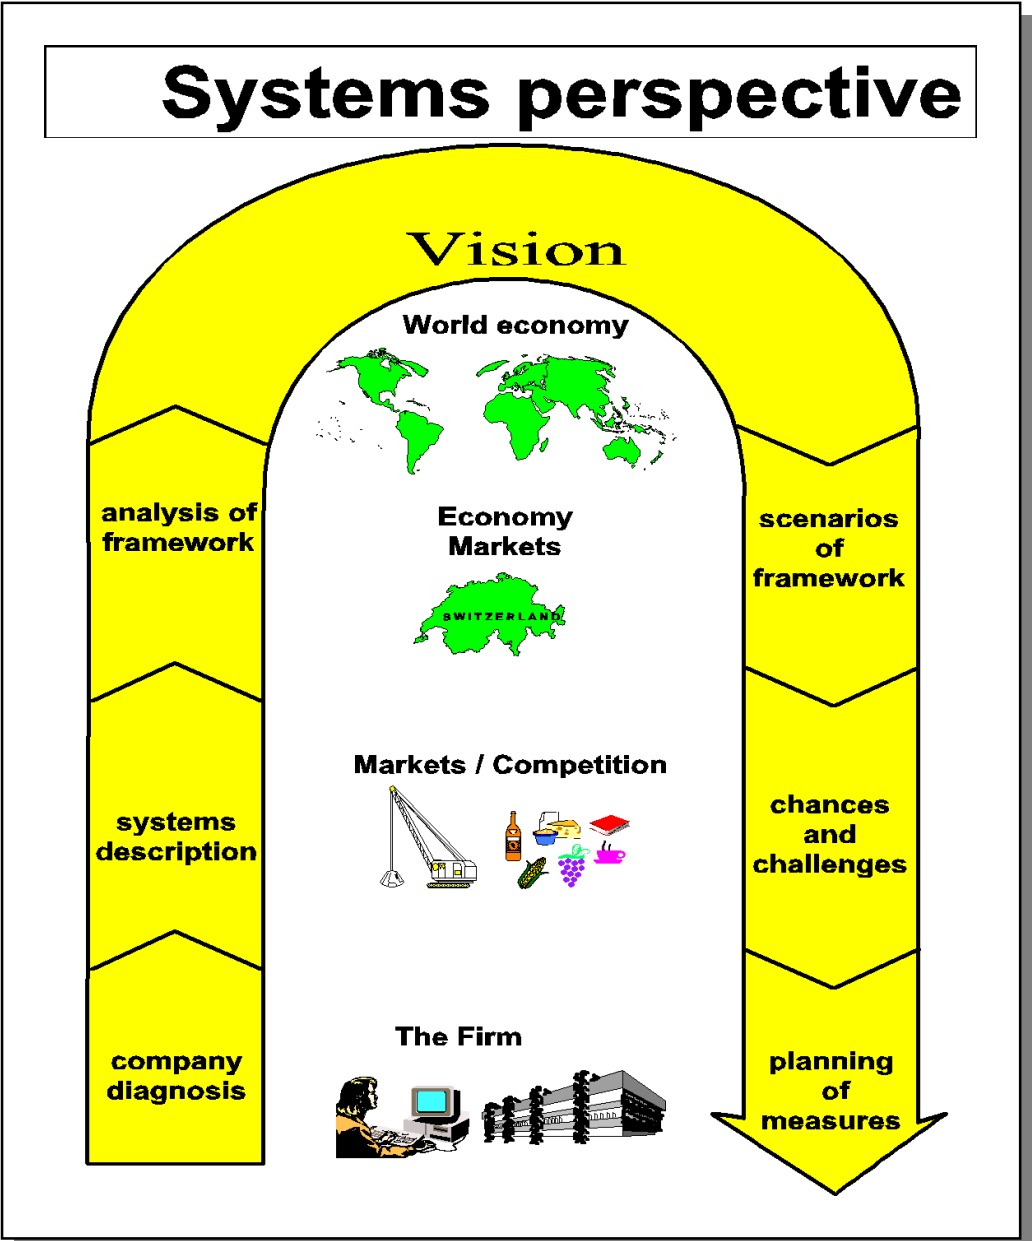 Systems perspective
Vision
World economy
analysis of
framework
Economy
Markets
SWITZERLAND
scenarios
of
framework
systems
description
Markets / Competition
chances
and
challenges
company
diagnosis
The Firm
planning
of
measures